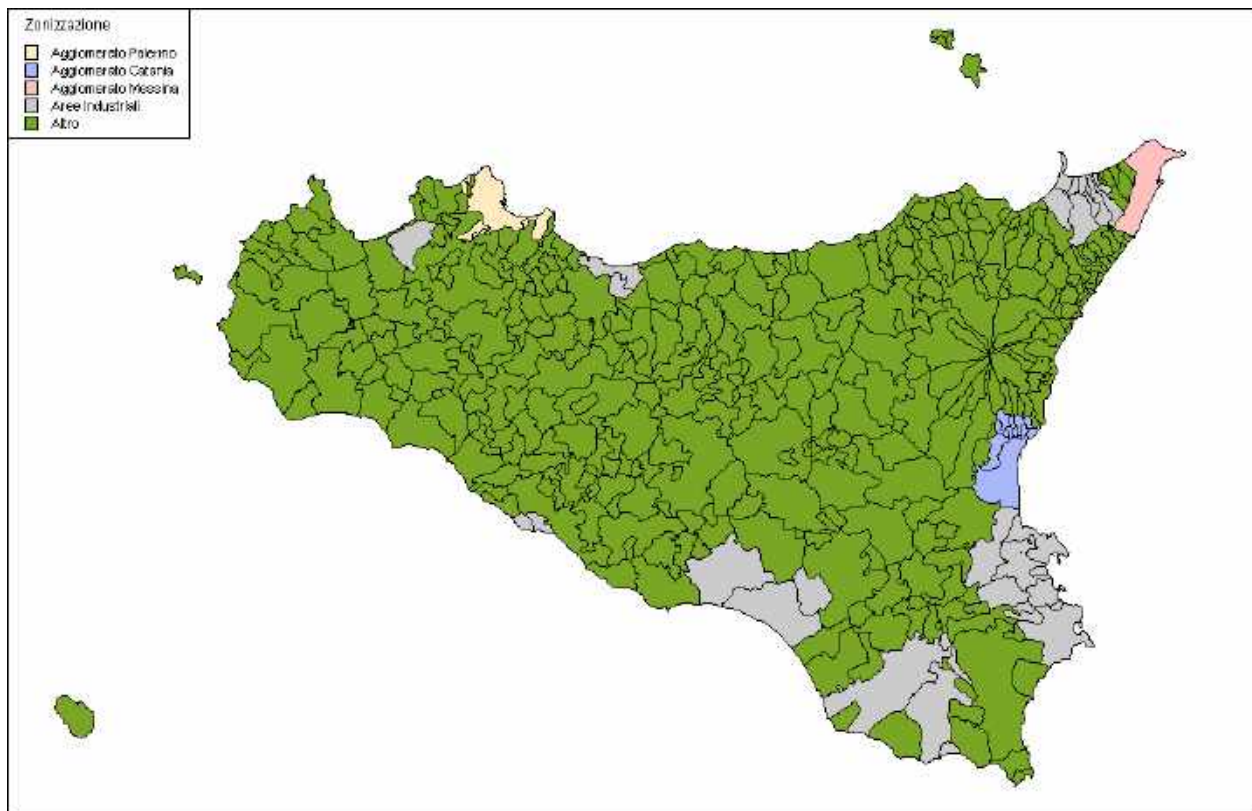 Zonizzazione
Agglomerato Palermo
Agglomerato Catania
Agglomerato Messina
Aree Industriali
Altro